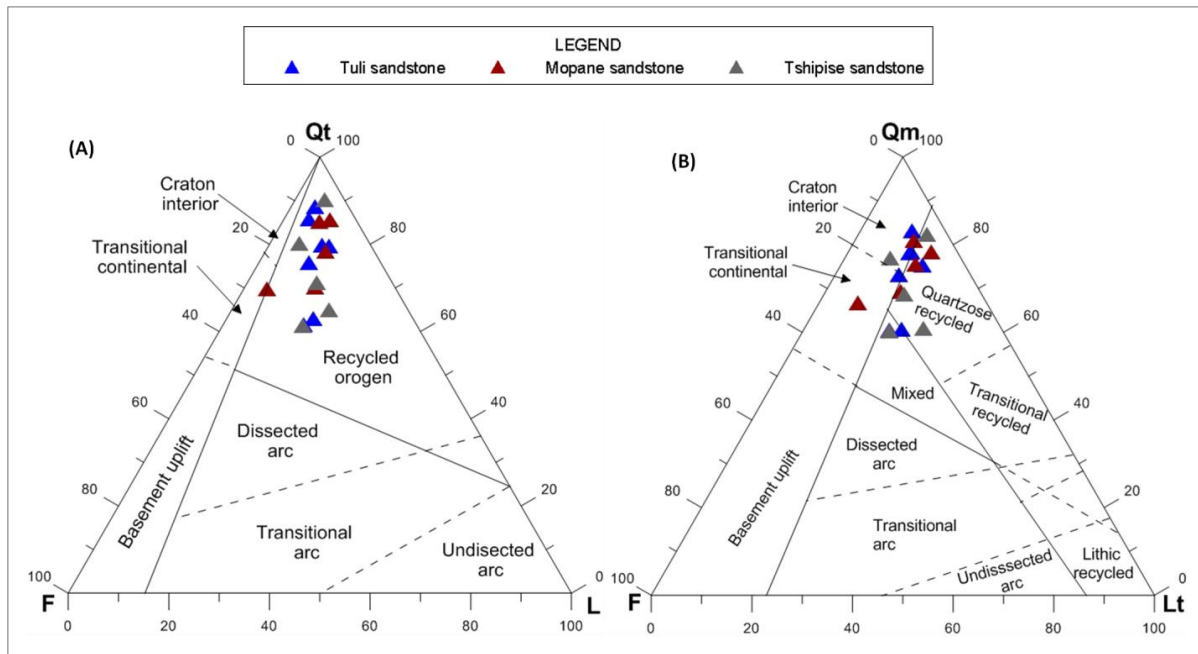 LEGEND
Tuli sandstone
Mopane sandstone
Tshipise sandstone
(A)
Qt
0
100
Craton
interior
20
80
Transitional
continental
40
60
Recycled
orogen
60
40
Dissected
arc
Basement uplift
80
20
Transitional
arc
Undisected
arc
100
0
F
L
0
20
40
60
80
100
(B)
Qm
0
100
Craton
interior
20
80
Transitional
continental
Quartzose
recycled
40
60
Mixed
Transitional
recycled
60
40
Dissected
arc
Basement uplift
80
20
Transitional
arc
Undisssected
arc
Lithic
recycled
100
0
F
Lt
0
20
40
60
80
100